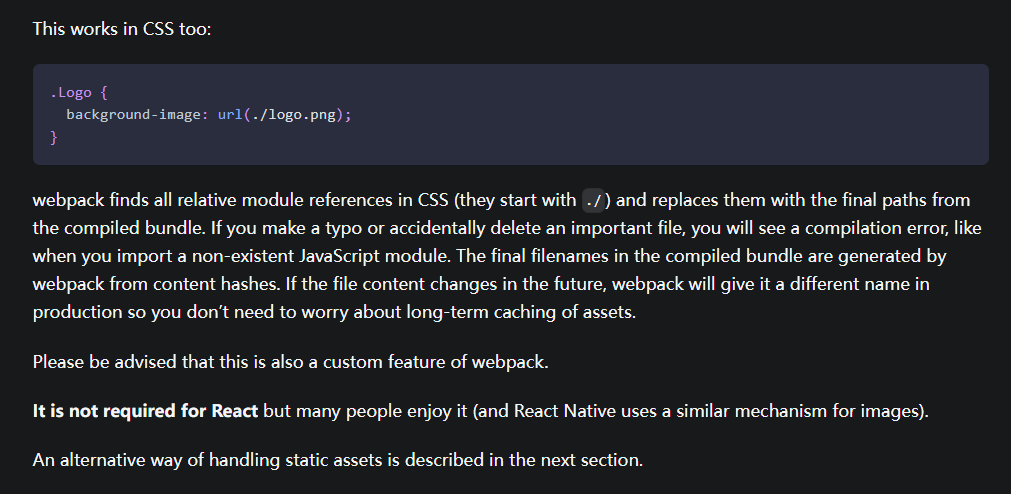 This works in CSS too:
.Logo {
  background-image: url(./logo.png);
}
webpack finds all relative module references in CSS (they start with ./) and replaces them with the final paths from
the compiled bundle. If you make a typo or accidentally delete an important file, you will see a compilation error, like
when you import a non-existent JavaScript module. The final filenames in the compiled bundle are generated by
webpack from content hashes. If the file content changes in the future, webpack will give it a different name in
production so you don’t need to worry about long-term caching of assets.
Please be advised that this is also a custom feature of webpack.
It is not required for React but many people enjoy it (and React Native uses a similar mechanism for images).
An alternative way of handling static assets is described in the next section.